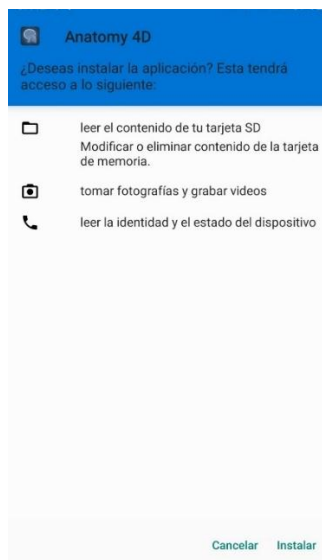 Anatomy 4D
¿Deseas instalar la aplicación? Esta tendrá
acceso a lo siguiente:
leer el contenido de tu tarjeta SD
Modificar o eliminar contenido de la tarjeta
de memoria.
tomar fotografías y grabar videos
leer la identidad y el estado del dispositivo
Cancelar Instalar